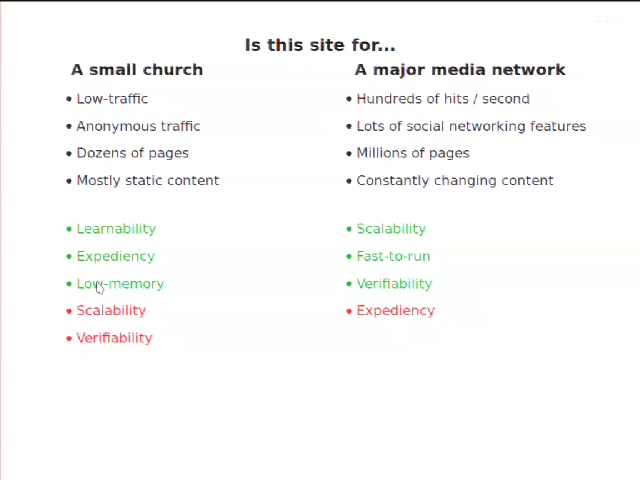 Is this site for...
A small church
• Low-traffic
• Anonymous traffic
• Dozens of pages
• Mostly static content
• Learnability
• Expediency
• Low-memory
• Scalability
• Verifiability
A major media network
• Hundreds of hits / second
• Lots of social networking features
• Millions of pages
• Constantly changing content
• Scalability
• Fast-to-run
• Verifiability
• Expediency